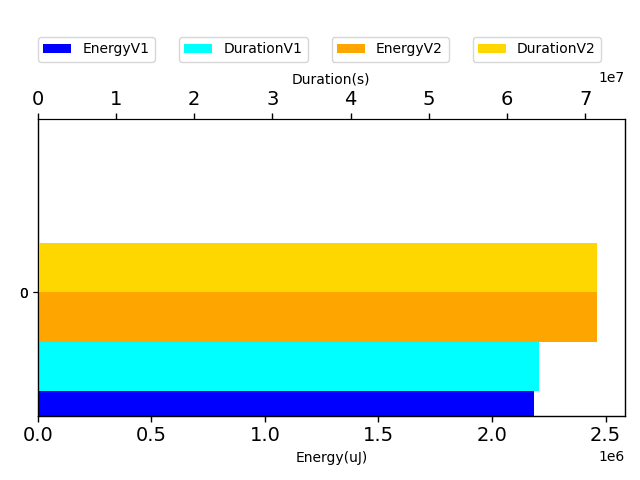 EnergyV1 DurationV1 EnergyV2 DurationV2
Duration(s)
1e7
0 1 2 3 4 5 6 7
0
0.0 0.5 1.0 1.5 2.0 2.5
Energy(uJ)
1e6